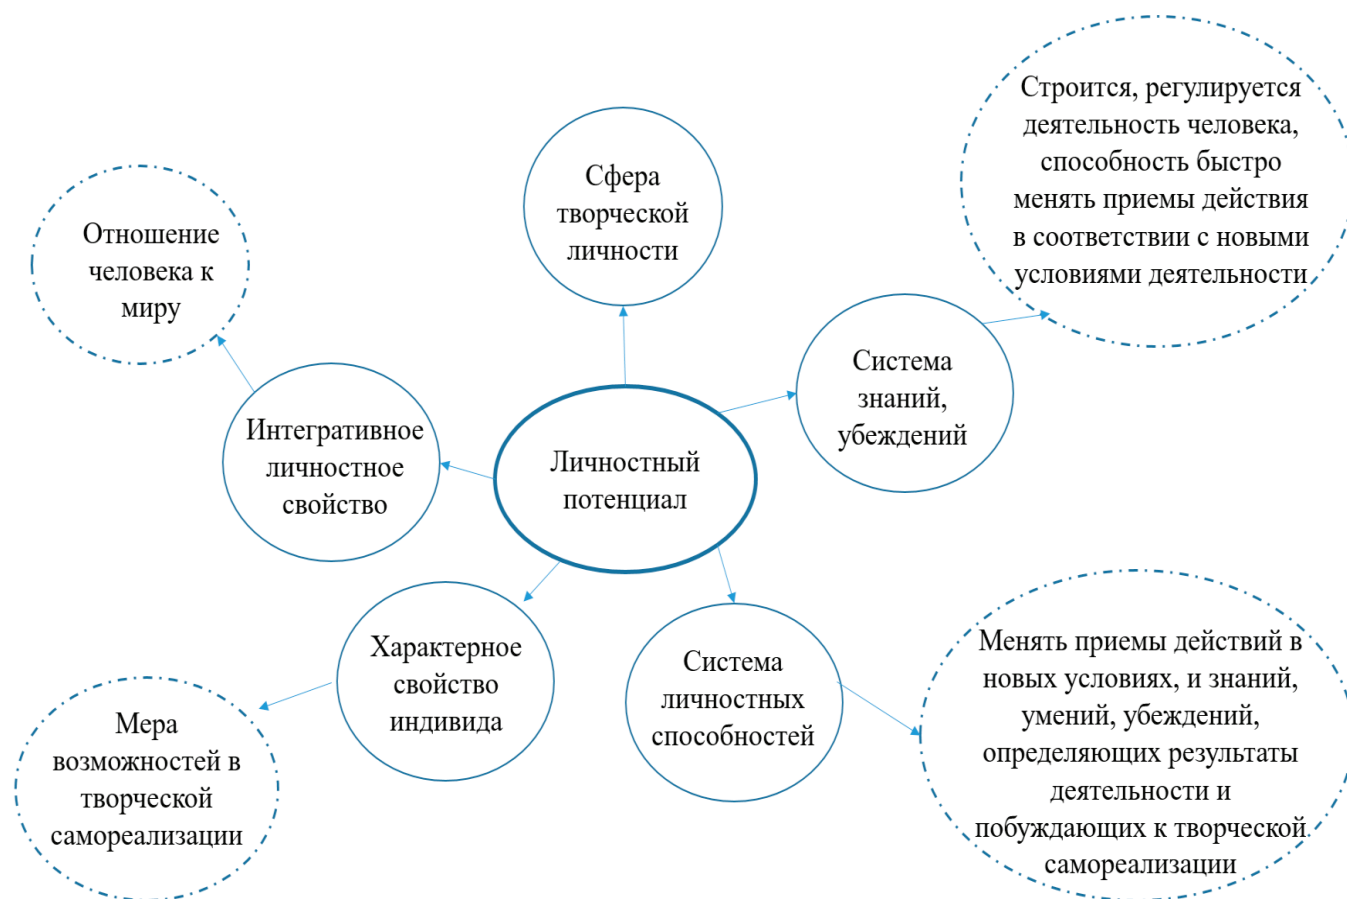 Строится, регулируется
деятельность человека,
способность быстро
менять приемы действия
в соответствии с новыми
условиями деятельности
Сфера
творческой
личности
Отношение
человека к
миру
Система
знаний,
убеждений
Интегративное
личностное
свойство
Личностный
потенциал
Характерное
свойство
индивида
Система
личностных
способностей
Менять приемы действий в
новых условиях, и знаний,
умений, убеждений,
определяющих результаты
деятельности и
побуждающих к творческой
самореализации
Мера
возможностей в
творческой
самореализации